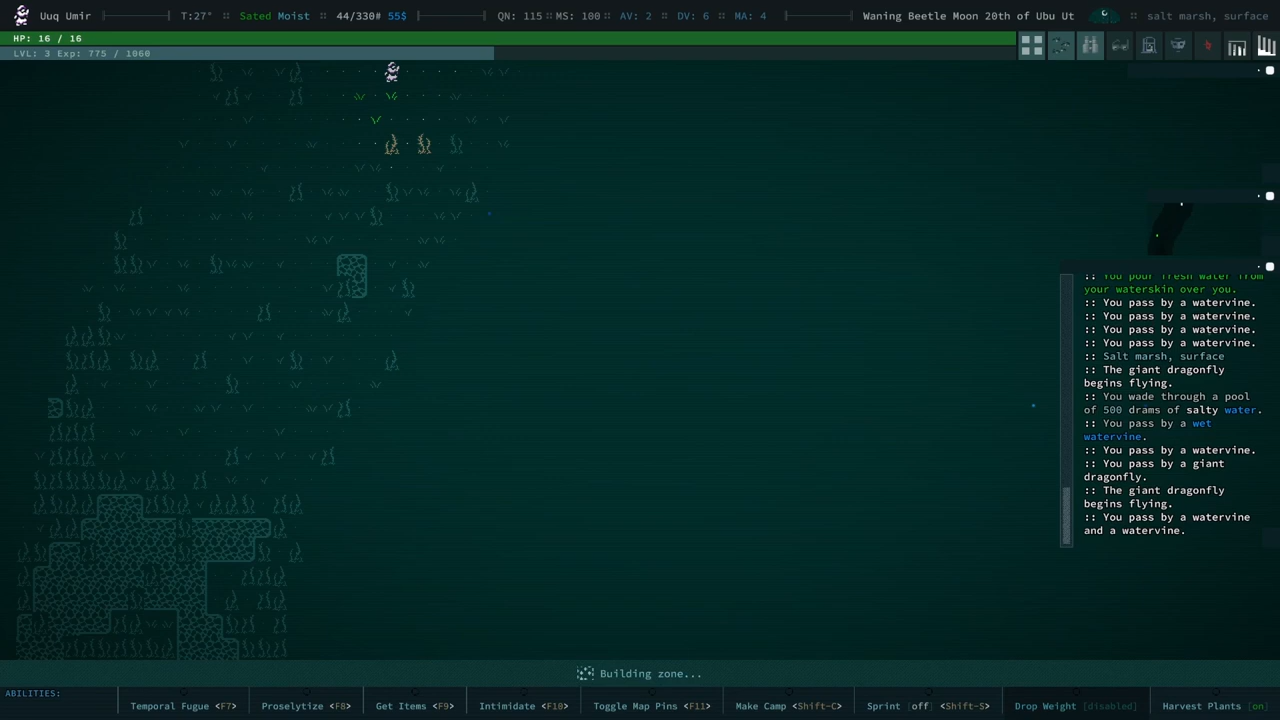 Uuq Umir T:27° :: Sated Moist :: 44/330# 55$ QN: 115 :: MS: 100 :: AV: 2 :: DV: 6 :: MA: 4 Waning Beetle Moon 20th of Ubu Ut :: salt marsh, surface
HP: 16 / 16
LVL: 3 Exp: 775 / 1060
:: You pour fresh water from
your waterskin over you.
:: You pass by a watervine.
:: You pass by a watervine.
:: You pass by a watervine.
:: You pass by a watervine.
:: Salt marsh, surface
:: The giant dragonfly
begins flying.
:: You wade through a pool
of 500 drams of salty water.
:: You pass by a wet
watervine.
:: You pass by a watervine.
:: You pass by a giant
dragonfly.
:: The giant dragonfly
begins flying.
:: You pass by a watervine
and a watervine.
Building zone...
ABILITIES:
Temporal Fugue <F7> Proselytize <F8> Get Items <F9> Intimidate <F10> Toggle Map Pins <F11> Make Camp <Shift-C> Sprint [off] <Shift-S> Drop Weight [disabled] Harvest Plants [on]